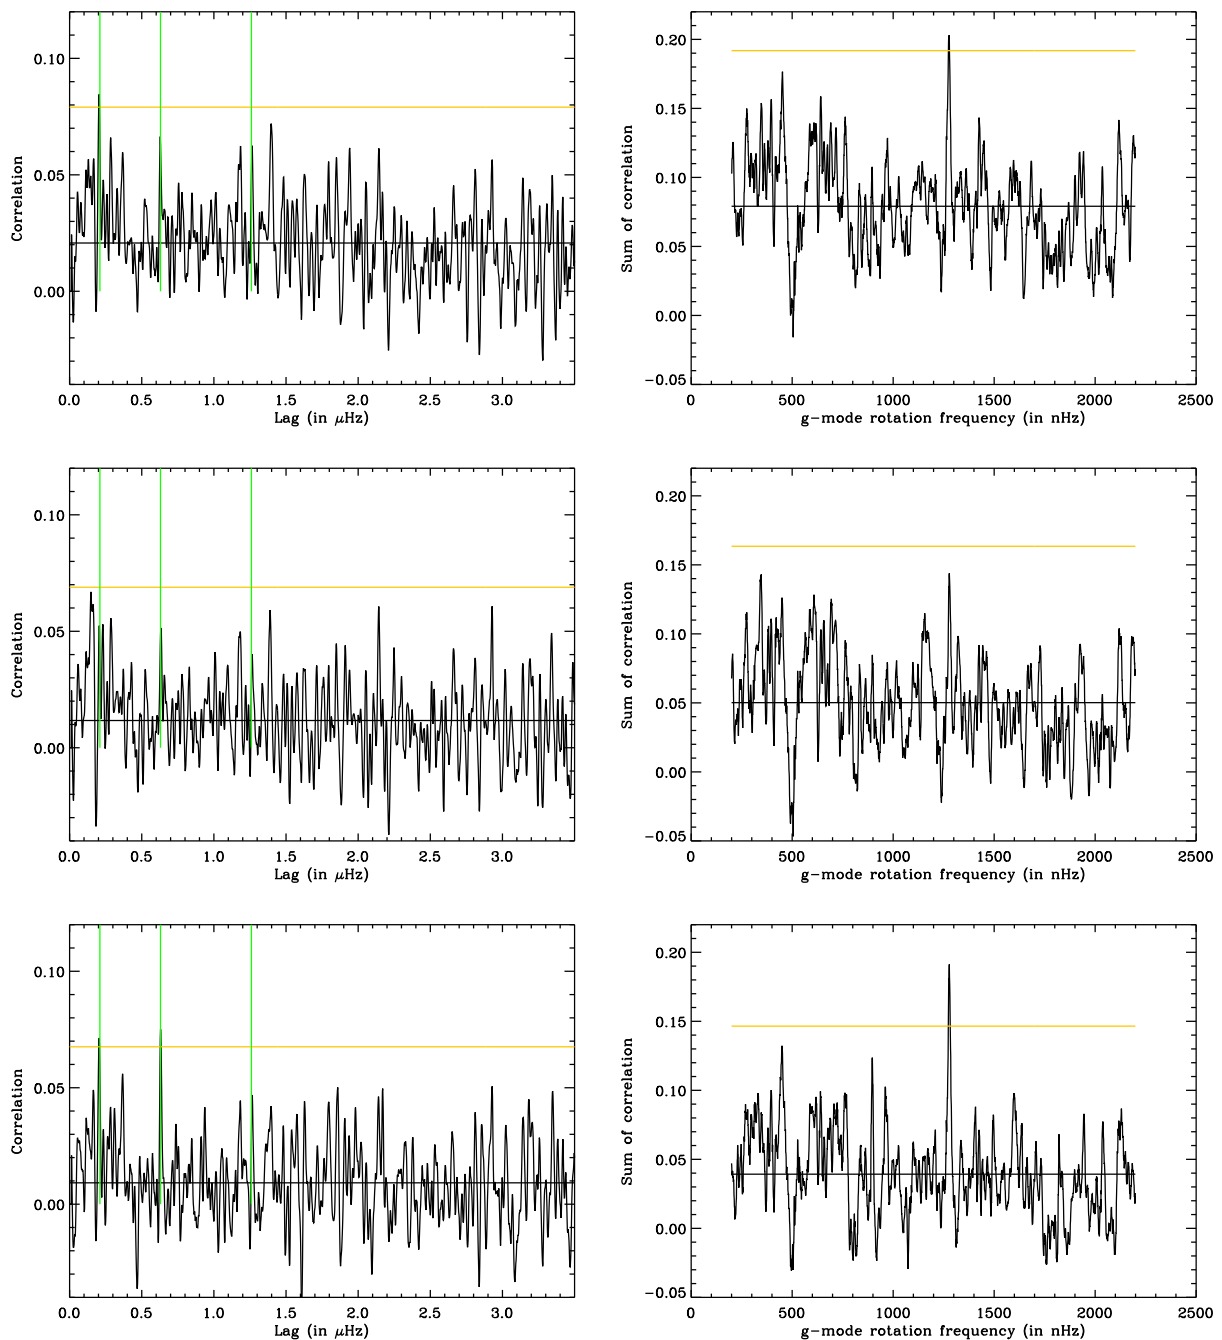 0.10
0.05
0.00
Correlation
0.0 0.5 1.0 1.5 2.0 2.5 3.0
Lag (in μHz)
0.20
0.15
0.10
0.05
0.00
−0.05
Sum of correlation
0 500 1000 1500 2000 2500
g−mode rotation frequency (in nHz)
0.10
0.05
0.00
Correlation
0.0 0.5 1.0 1.5 2.0 2.5 3.0
Lag (in μHz)
0.20
0.15
0.10
0.05
0.00
−0.05
Sum of correlation
0 500 1000 1500 2000 2500
g−mode rotation frequency (in nHz)
0.10
0.05
0.00
Correlation
0.0 0.5 1.0 1.5 2.0 2.5 3.0
Lag (in μHz)
0.20
0.15
0.10
0.05
0.00
−0.05
Sum of correlation
0 500 1000 1500 2000 2500
g−mode rotation frequency (in nHz)